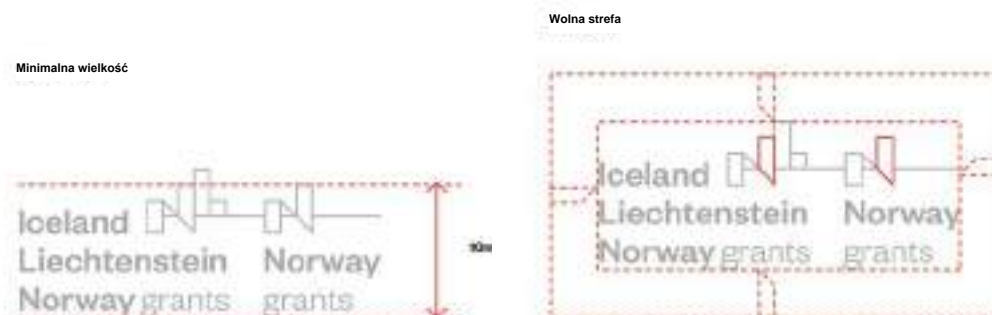 Wolna strefa
Minimalna wielkość
Iceland
Liechtenstein Norway
Norway grants grants
Iceland
Liechtenstein Norway
Norway grants grants